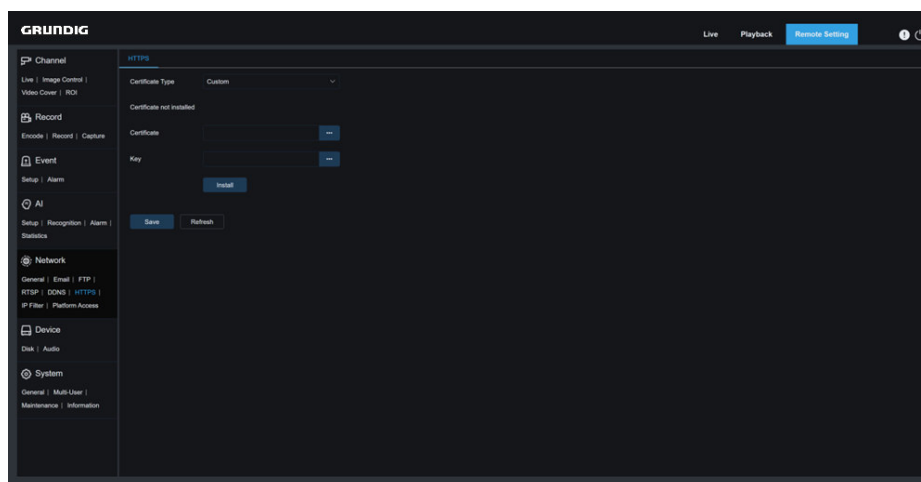 GRUNDIG
Live Playback Remote Setting
Channel
Live | Image Control |
Video Cover | ROI
Record
Encode | Record | Capture
Event
Setup | Alarm
AI
Setup | Recognition | Alarm |
Statistics
Network
General | Email | FTP |
RTSP | DDNS | HTTPS |
IP Filter | Platform Access
Device
Disk | Audio
System
General | Multi-User |
Maintenance | Information
HTTPS
Certificate Type Custom
Certificate not installed
Certificate ...
Key ...
Install
Save Refresh